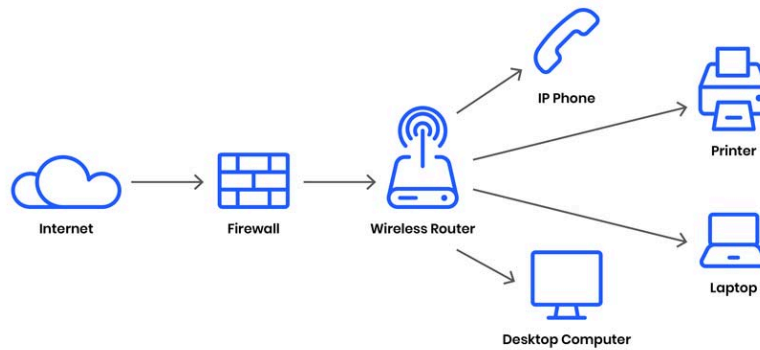 IP Phone
Printer
Internet
Firewall
Wireless Router
Laptop
Desktop Computer